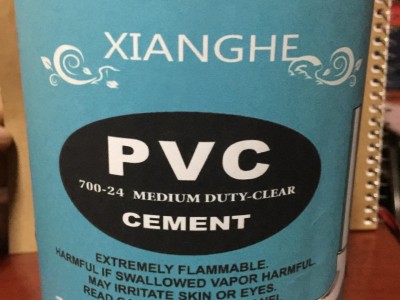 XIANGHE
PVC
700-24 MEDIUM DUTY-CLEAR
CEMENT
EXTREMELY FLAMMABLE.
HARMFUL IF SWALLOWED VAPOR HARMFUL.
MAY IRRITATE SKIN OR EYES.
READ